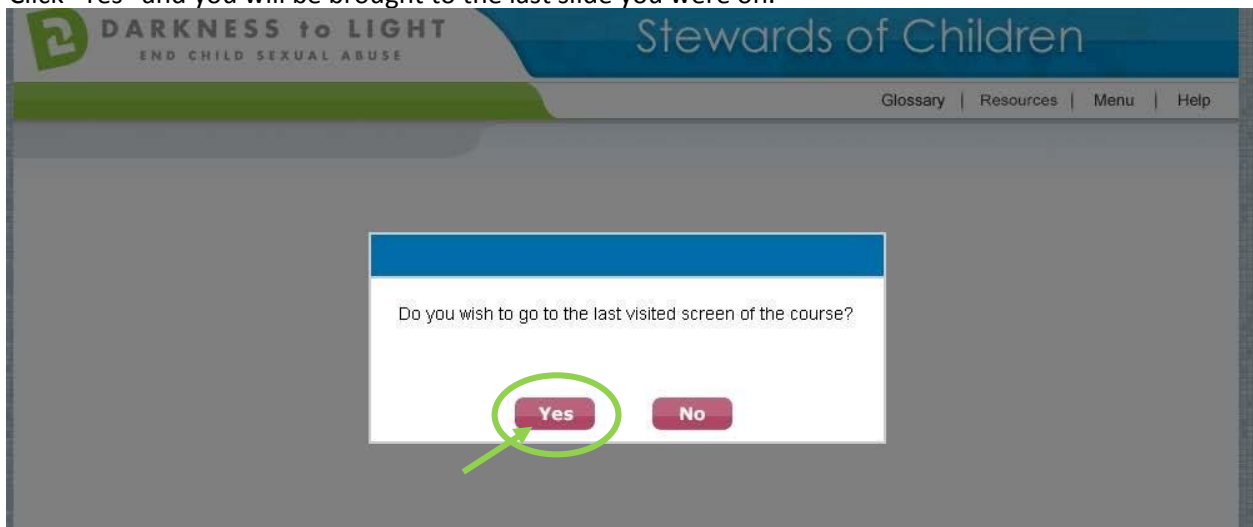 Click "Yes" and you will be brought to the last slide you were on.
DARKNESS to LIGHT
END CHILD SEXUAL ABUSE
Stewards of Children
Glossary | Resources | Menu | Help
Do you wish to go to the last visited screen of the course?
Yes No